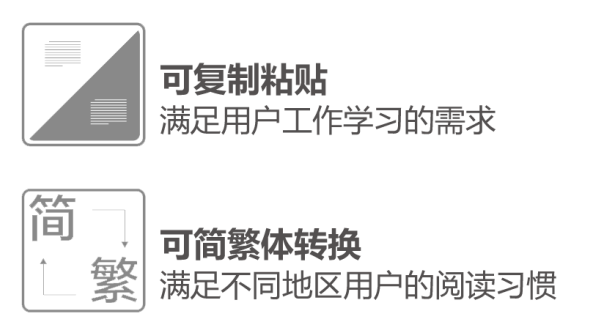 可复制粘贴
满足用户工作学习的需求
简
繁
可简繁体转换
满足不同地区用户的阅读习惯